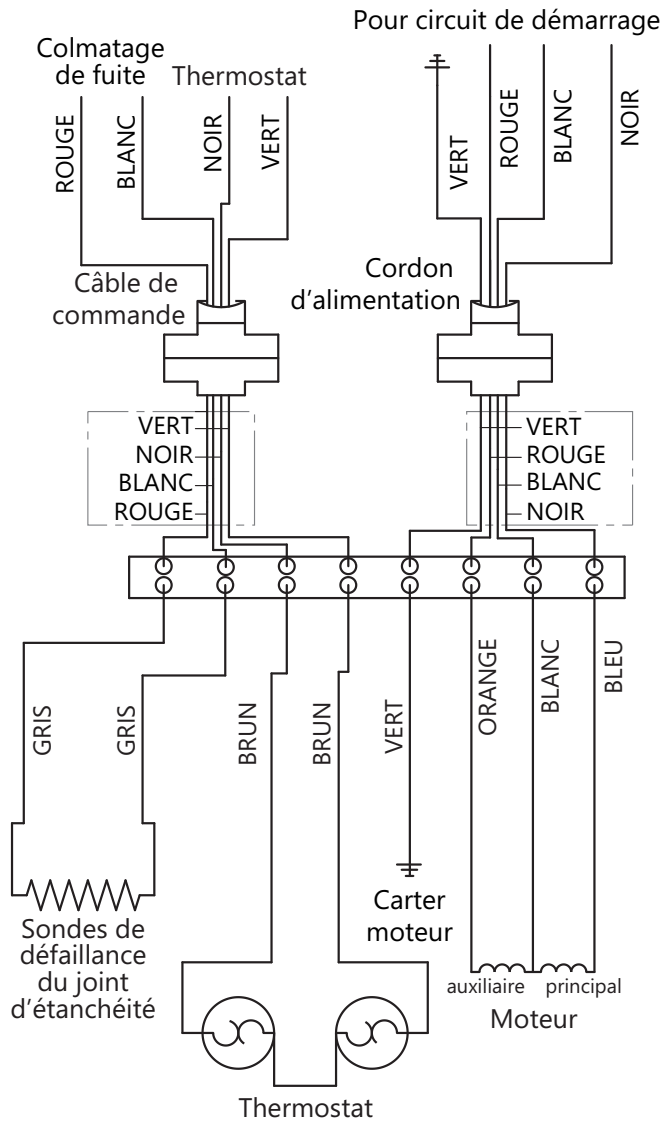 Pour circuit de démarrage
Colmatage
de fuite
Thermostat
ROUGE
BLANC
NOIR
VERT
VERT
ROUGE
BLANC
NOIR
Câble de
commande
Cordon
d'alimentation
VERT
NOIR
BLANC
ROUGE
VERT
ROUGE
BLANC
NOIR
GRIS
GRIS
BRUN
BRUN
VERT
ORANGE
BLANC
BLEU
Sondes de
défaillance
du joint
d'étanchéité
Carter
moteur
auxiliaire
principal
Moteur
Thermostat